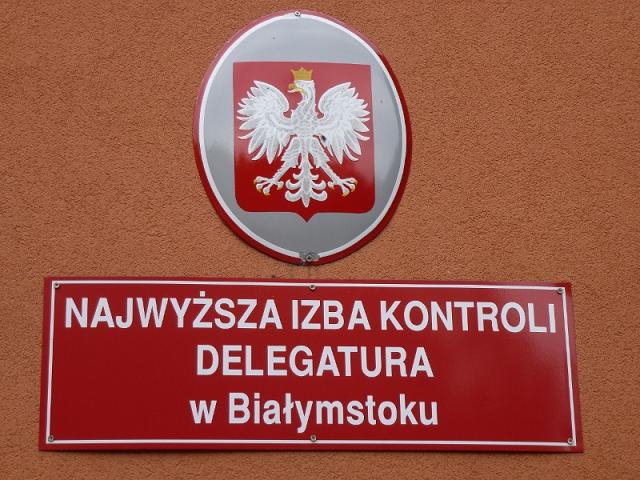 NAJWYŻSZA IZBA KONTROLI
DELEGATURA
w Białymstoku